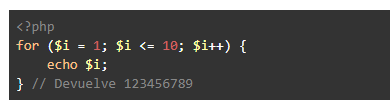 <?php
for ($i = 1; $i <= 10; $i++) {
    echo $i;
} // Devuelve 123456789